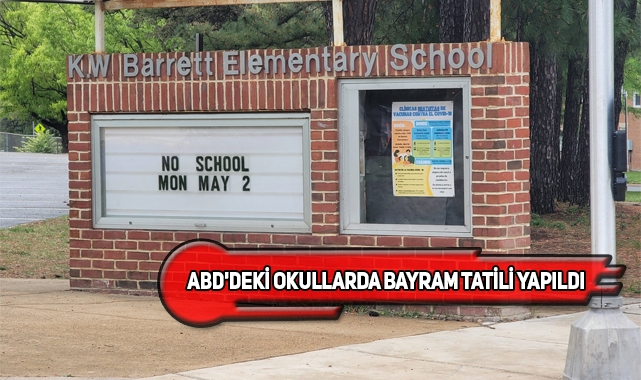 KW Barrett Elementary School
NO SCHOOL
MON MAY 2
CLÍNICAS GRATUITAS DE
VACUNAS CONTRA EL COVID-19
ABD'DEKİ OKULLARDA BAYRAM TATİLİ YAPILDI